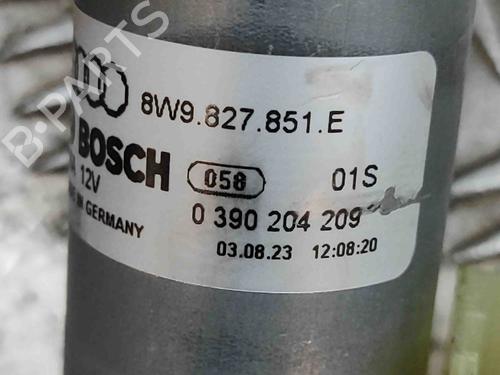 B-PARTS
8W9.827.851.E
BOSCH
058
01S
12V
0 390 204 209
IN GERMANY
03.08.23 12:08:20